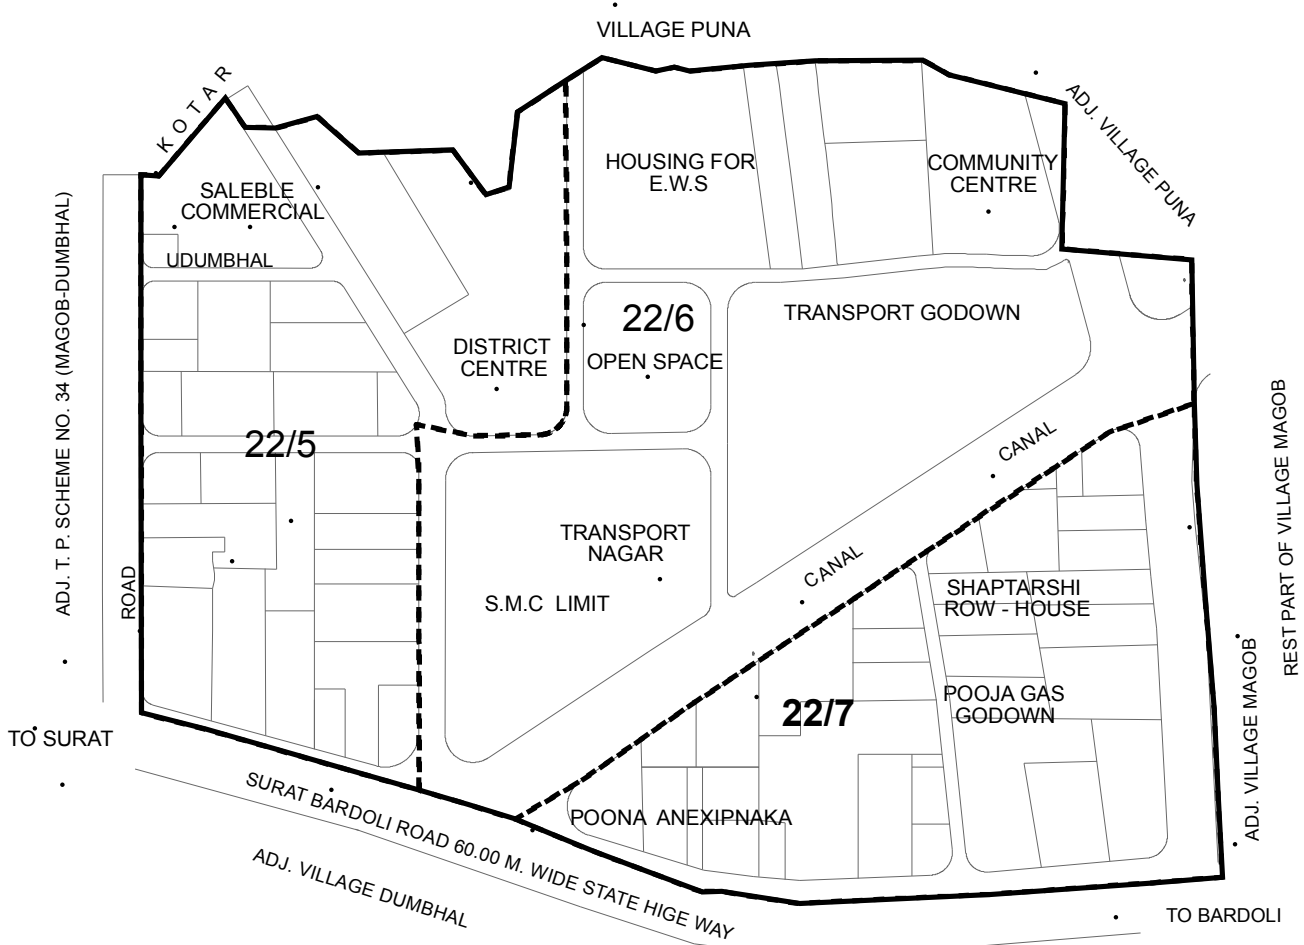 VILLAGE PUNA
KOTAR
ADJ. VILLAGE PUNA
HOUSING FOR
E.W.S
COMMUNITY
CENTRE
SALEBLE
COMMERCIAL
UDUMBHAL
ADJ. T. P. SCHEME NO. 34 (MAGOB-DUMBHAL)
22/6
TRANSPORT GODOWN
DISTRICT
CENTRE
OPEN SPACE
22/5
CANAL
REST PART OF VILLAGE MAGOB
TRANSPORT
NAGAR
CANAL
ROAD
S.M.C LIMIT
SHAPTARSHI
ROW - HOUSE
ADJ. VILLAGE MAGOB
22/7
POOJA GAS
GODOWN
TO SURAT
SURAT BARDOLI ROAD 60.00 M. WIDE STATE HIGE WAY
POONA ANEXIPNAKA
ADJ. VILLAGE DUMBHAL
TO BARDOLI